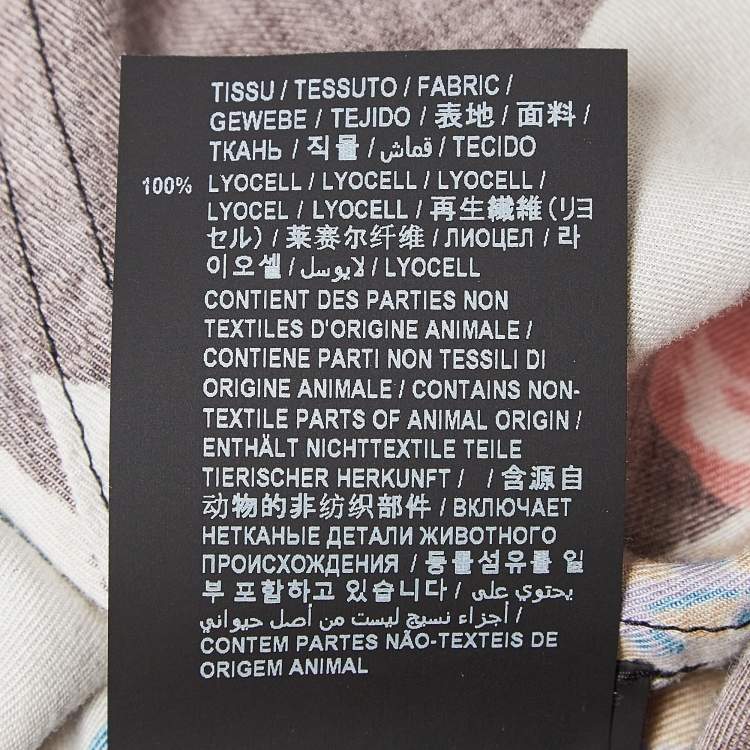 TISSU / TESSUTO / FABRIC /
GEWEBE / TEJIDO / 表地 / 面料 /
ТКАНЬ / 직물 / قماش / TECIDO
100% LYOCELL / LYOCELL / LYOCELL /
LYOCEL / LYOCELL / 再生繊維（リヨ
セル）/ 莱赛尔纤维 / ЛИОЦЕЛ / 라
이오셀 / لايوسل / LYOCELL
CONTIENT DES PARTIES NON
TEXTILES D'ORIGINE ANIMALE /
CONTIENE PARTI NON TESSILI DI
ORIGINE ANIMALE / CONTAINS NON-
TEXTILE PARTS OF ANIMAL ORIGIN /
ENTHÄLT NICHTTEXTILE TEILE
TIERISCHER HERKUNFT / / 含源自
动物的非纺织部件 / ВКЛЮЧАЕТ
НЕТКАНЫЕ ДЕТАЛИ ЖИВОТНОГО
ПРОИСХОЖДЕНИЯ / 동물섬유를 일
부 포함하고 있습니다 / يحتوي على
أجزاء نسيج ليست من أصل حيواني /
CONTEM PARTES NÃO-TEXTEIS DE
ORIGEM ANIMAL